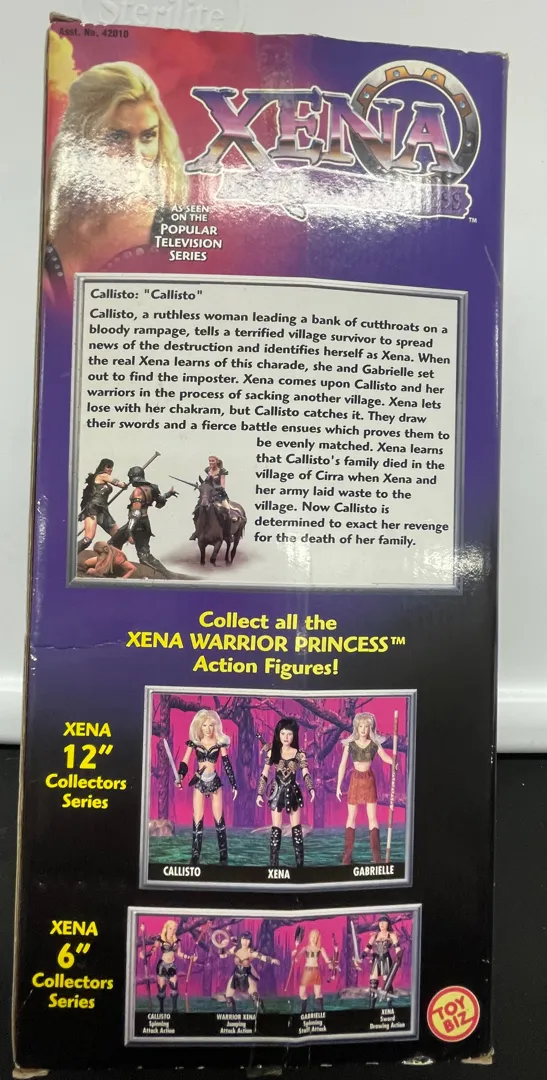 Sterilite
Asst. No. 42010
XENA
TM
AS SEEN
ON THE
POPULAR
TELEVISION
SERIES
Callisto: "Callisto"
Callisto, a ruthless woman leading a bank of cutthroats on a
bloody rampage, tells a terrified village survivor to spread
news of the destruction and identifies herself as Xena. When
the real Xena learns of this charade, she and Gabrielle set
out to find the imposter. Xena comes upon Callisto and her
warriors in the process of sacking another village. Xena lets
lose with her chakram, but Callisto catches it. They draw
their swords and a fierce battle ensues which proves them to
be evenly matched. Xena learns
that Callisto's family died in the
village of Cirra when Xena and
her army laid waste to the
village. Now Callisto is
determined to exact her revenge
for the death of her family.
Collect all the
XENA WARRIOR PRINCESS™
Action Figures!
XENA
12"
Collectors
Series
CALLISTO XENA GABRIELLE
XENA
6"
Collectors
Series
CALLISTO
Spinning
Attack Action
WARRIOR XENA
Jumping
Attack Action
GABRIELLE
Spinning
Staff Attack
XENA
Sword
Drawing Action
TOY
BIZ